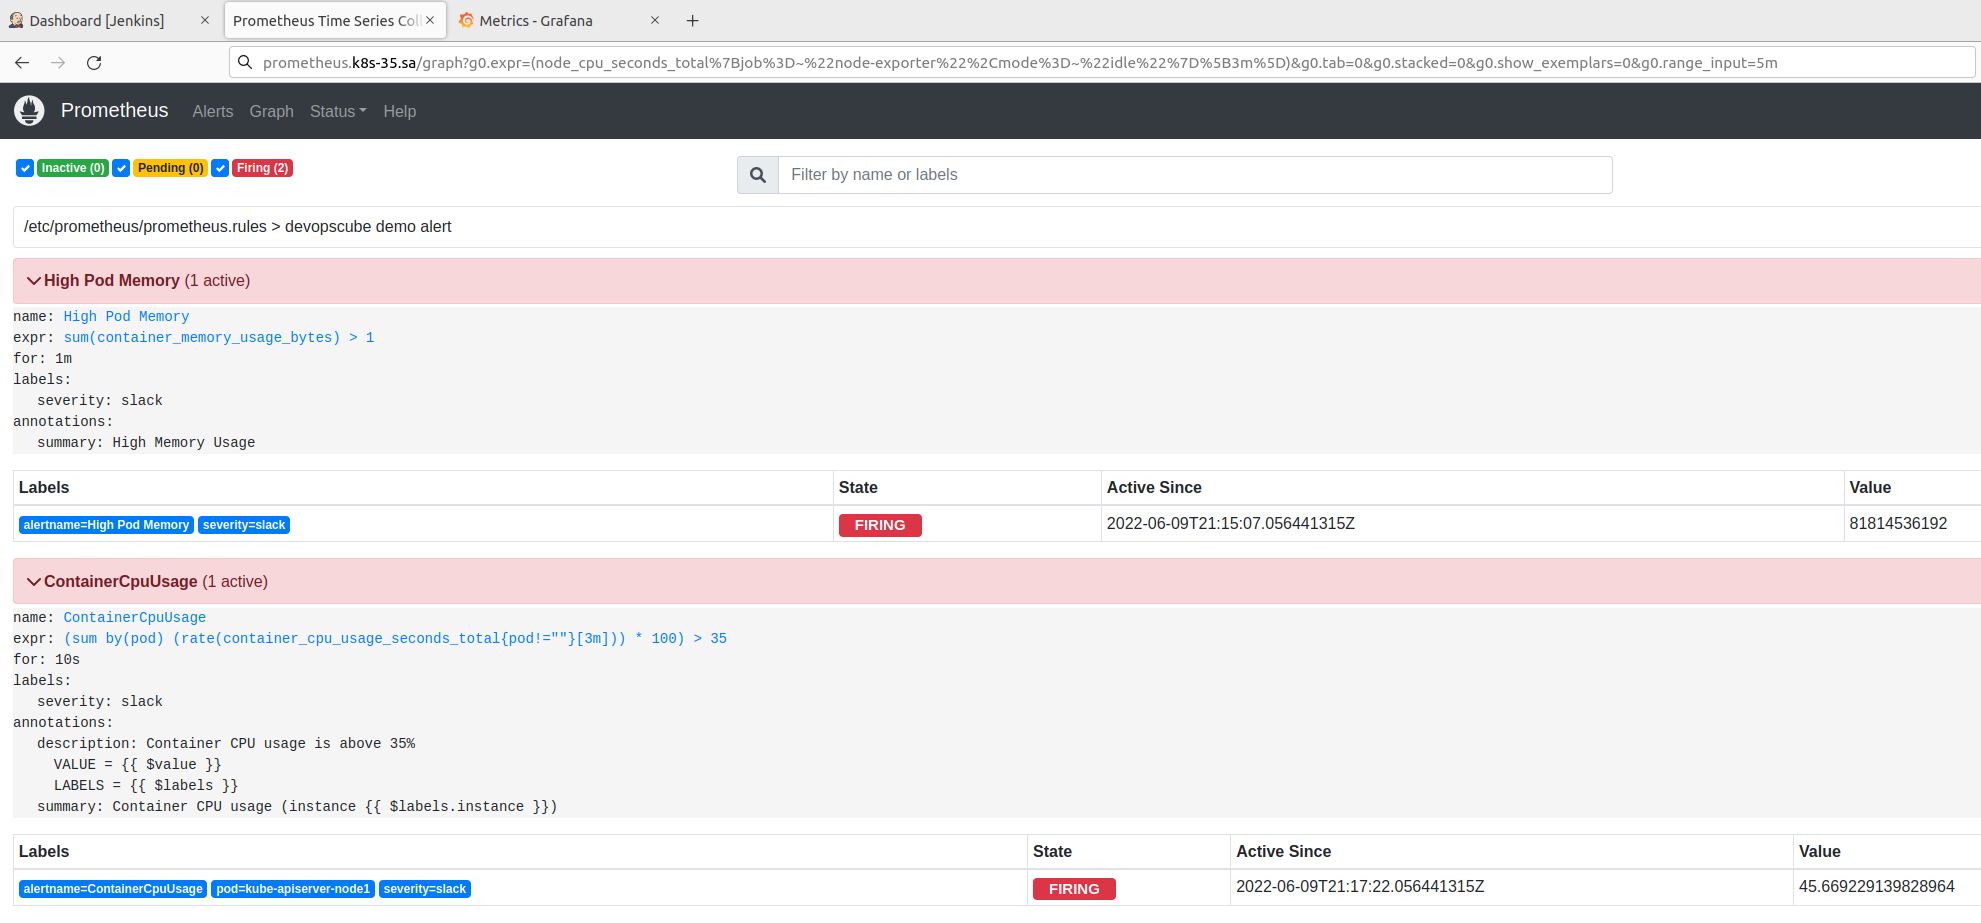 Dashboard [Jenkins]
Prometheus Time Series Col
Metrics - Grafana
prometheus.k8s-35.sa/graph?g0.expr=(node_cpu_seconds_total%7Bjob%3D~%22node-exporter%22%2Cmode%3D~%22idle%22%7D%5B3m%5D)&g0.tab=0&g0.stacked=0&g0.show_exemplars=0&g0.range_input=5m
Prometheus Alerts Graph Status Help
Inactive (0) Pending (0) Firing (2)
Filter by name or labels
/etc/prometheus/prometheus.rules > devopscube demo alert
High Pod Memory (1 active)
name: High Pod Memory
expr: sum(container_memory_usage_bytes) > 1
for: 1m
labels:
severity: slack
annotations:
summary: High Memory Usage
Labels State Active Since Value
alertname=High Pod Memory severity=slack FIRING 2022-06-09T21:15:07.056441315Z 81814536192
ContainerCpuUsage (1 active)
name: ContainerCpuUsage
expr: (sum by(pod) (rate(container_cpu_usage_seconds_total{pod!=""}[3m])) * 100) > 35
for: 10s
labels:
severity: slack
annotations:
description: Container CPU usage is above 35%
VALUE = {{ $value }}
LABELS = {{ $labels }}
summary: Container CPU usage (instance {{ $labels.instance }})
Labels State Active Since Value
alertname=ContainerCpuUsage pod=kube-apiserver-node1 severity=slack FIRING 2022-06-09T21:17:22.056441315Z 45.669229139828964